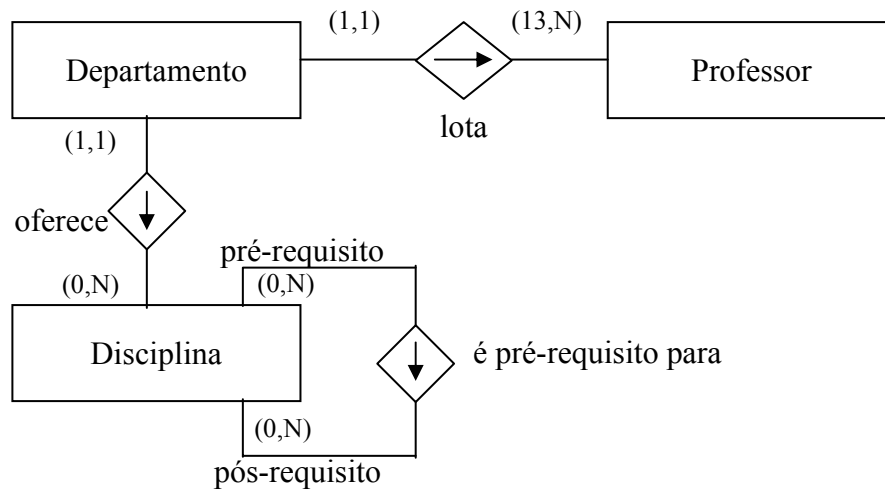 (1,1) (13,N)
Departamento Professor
lota
(1,1)
oferece
pré-requisito
(0,N) (0,N)
Disciplina é pré-requisito para
(0,N)
pós-requisito